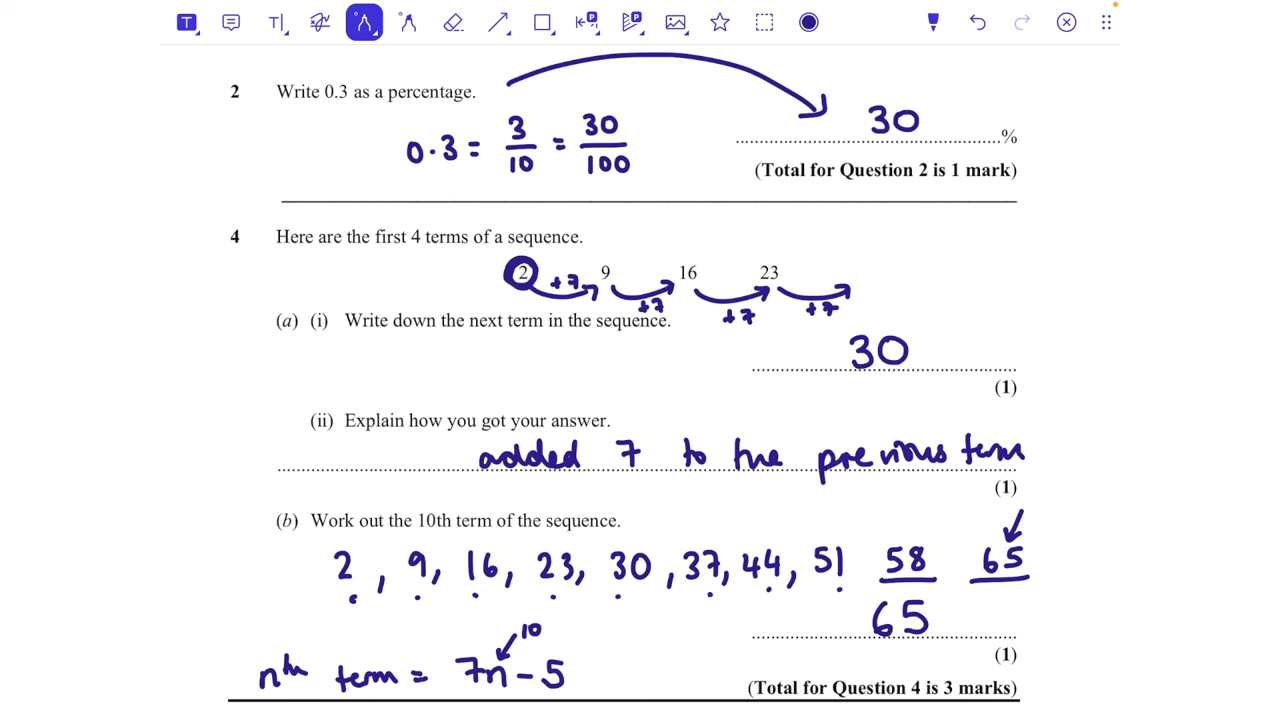 2 Write 0.3 as a percentage.
0.3 = 3/10 = 30/100
30 %
(Total for Question 2 is 1 mark)
4 Here are the first 4 terms of a sequence.
2 9 16 23
+7 +7 +7 +7
(a) (i) Write down the next term in the sequence.
30
(1)
(ii) Explain how you got your answer.
added 7 to the previous term
(1)
(b) Work out the 10th term of the sequence.
2, 9, 16, 23, 30, 37, 44, 51 58 65
65
10
(1)
nth term = 7n - 5
(Total for Question 4 is 3 marks)